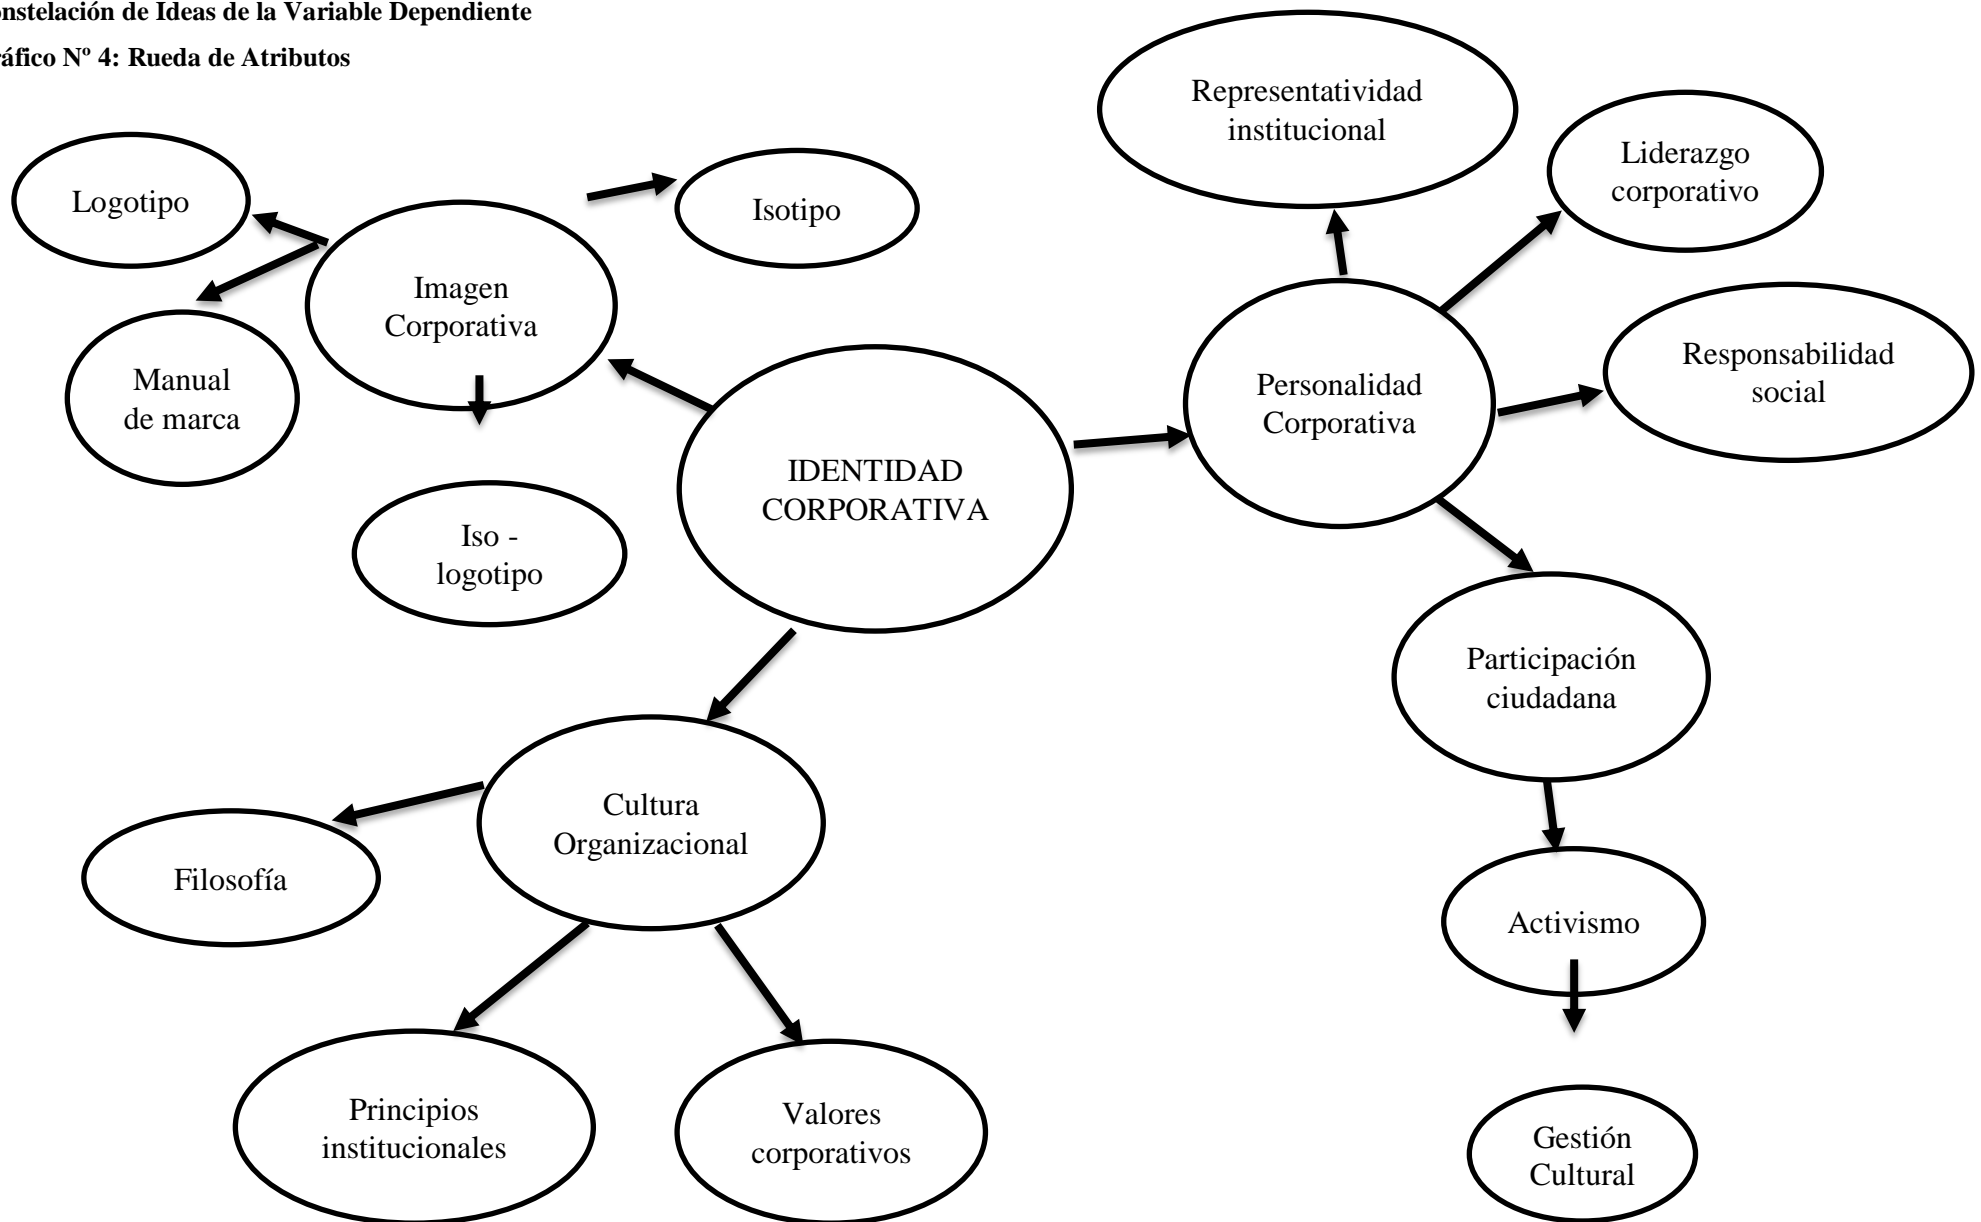 onstelación de Ideas de la Variable Dependiente
ráfico Nº 4: Rueda de Atributos
Representatividad
institucional
Liderazgo
corporativo
Logotipo
Isotipo
Imagen
Corporativa
Responsabilidad
social
Manual
de marca
Personalidad
Corporativa
IDENTIDAD
CORPORATIVA
Iso -
logotipo
Participación
ciudadana
Cultura
Organizacional
Filosofía
Activismo
Principios
institucionales
Valores
corporativos
Gestión
Cultural